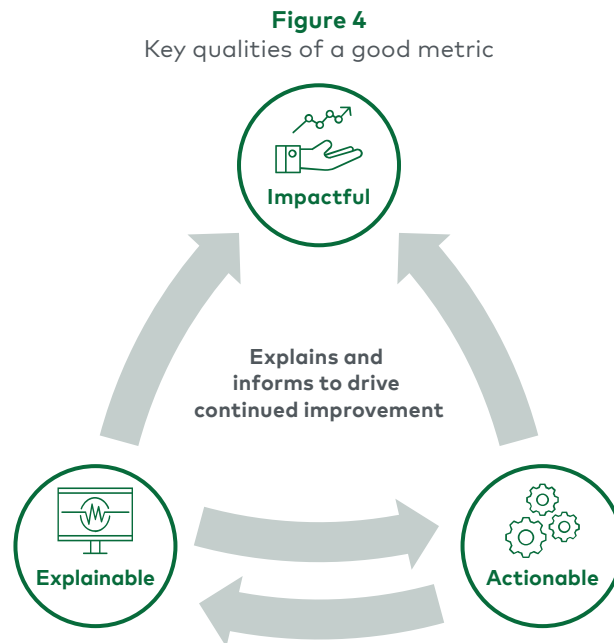 Figure 4
Key qualities of a good metric
Impactful
Explains and
informs to drive
continued improvement
Explainable
Actionable